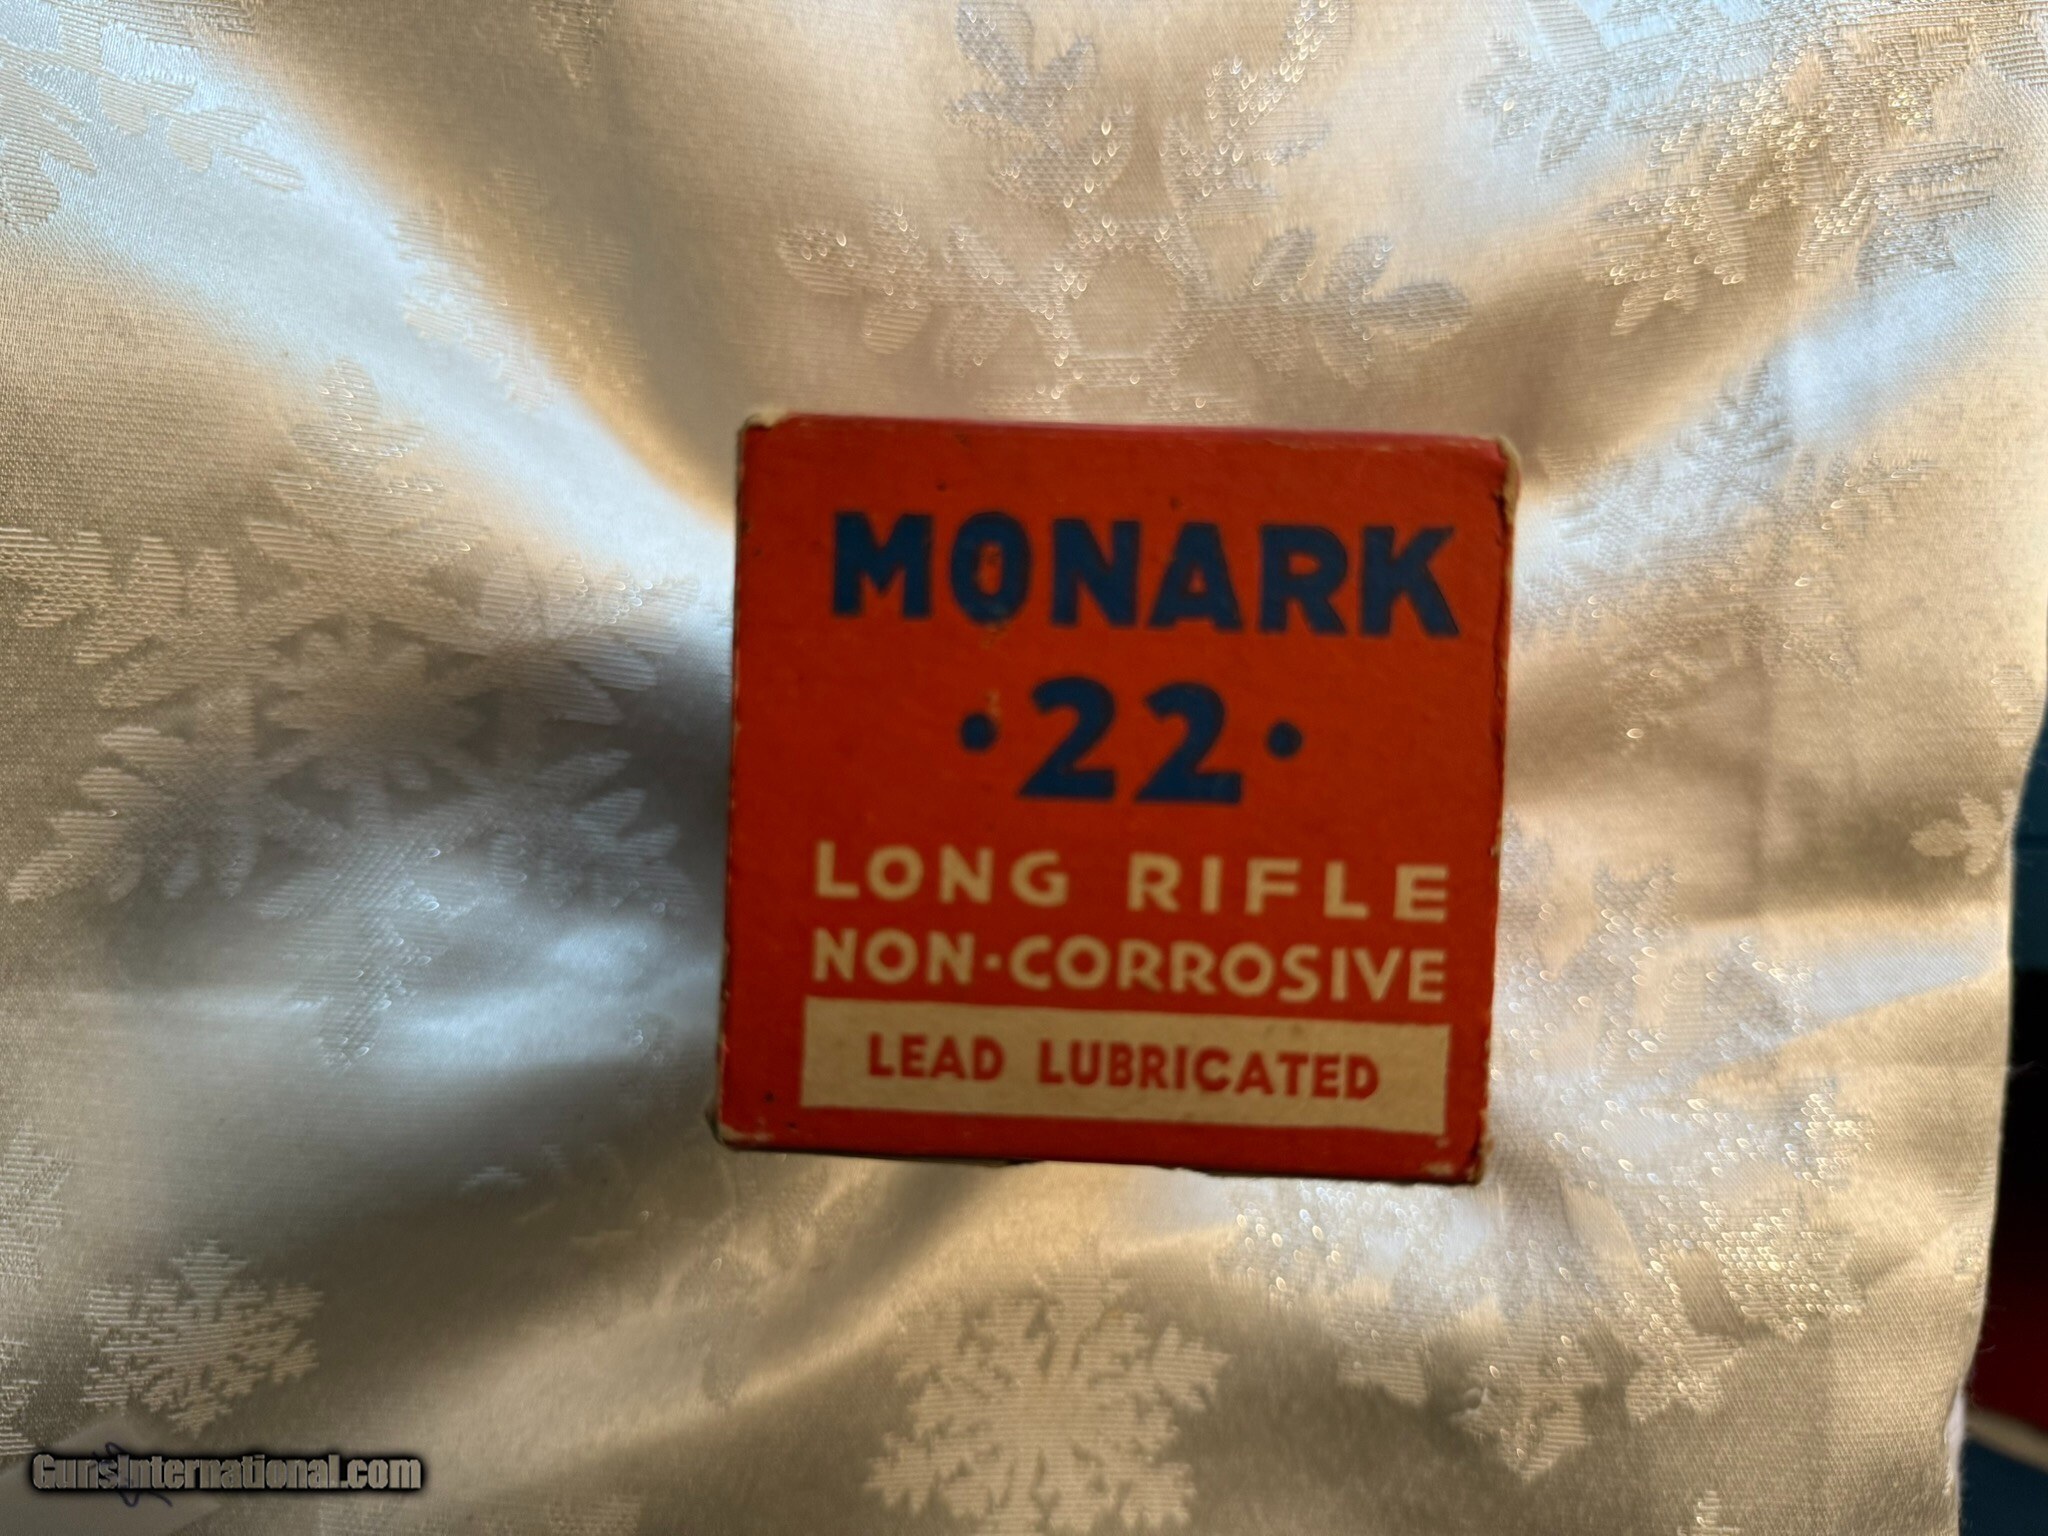 MONARK
·22·
LONG RIFLE
NON-CORROSIVE
LEAD LUBRICATED
GunsInternational.com